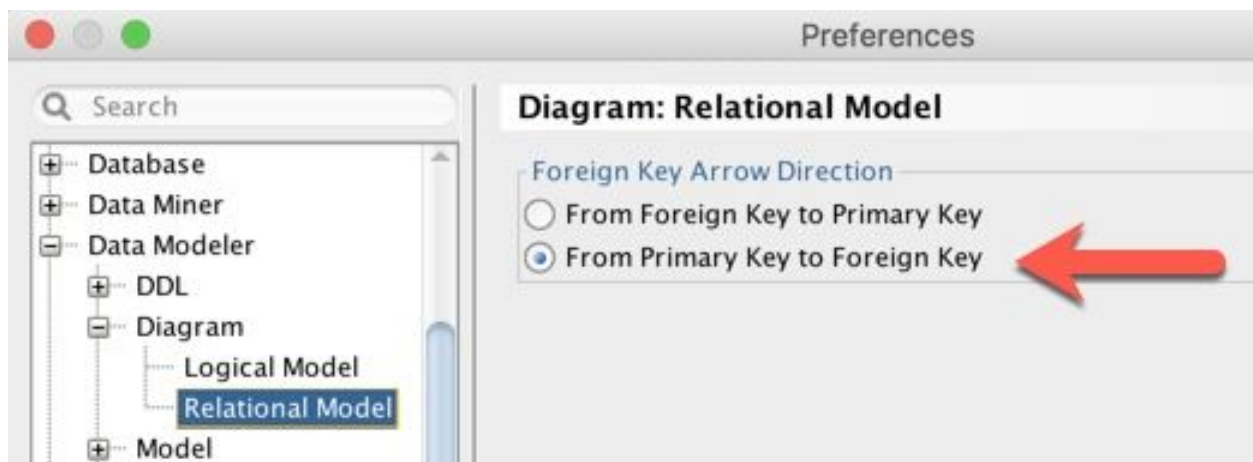 Preferences
Search
Database
Data Miner
Data Modeler
DDL
Diagram
Logical Model
Relational Model
Model
Diagram: Relational Model
Foreign Key Arrow Direction
From Foreign Key to Primary Key
From Primary Key to Foreign Key